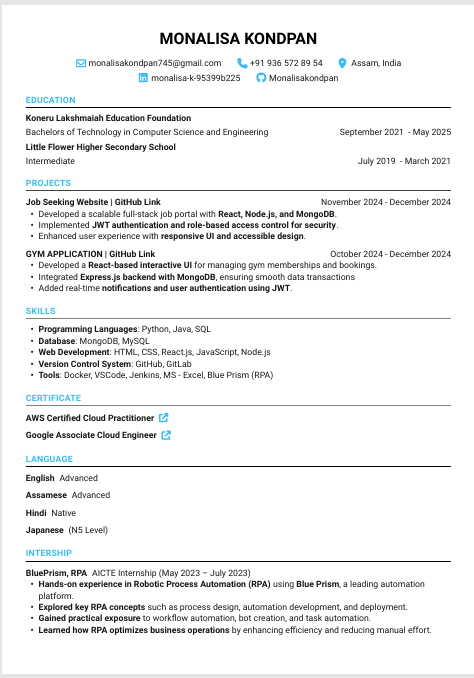 MONALISA KONDPAN
monalisakondpan745@gmail.com +91 936 572 89 54 Assam, India
monalisa-k-95399b225 Monalisakondpan
EDUCATION
Koneru Lakshmaiah Education Foundation
Bachelors of Technology in Computer Science and Engineering September 2021 - May 2025
Little Flower Higher Secondary School
Intermediate July 2019 - March 2021
PROJECTS
Job Seeking Website | GitHub Link November 2024 - December 2024
• Developed a scalable full-stack job portal with React, Node.js, and MongoDB.
• Implemented JWT authentication and role-based access control for security.
• Enhanced user experience with responsive UI and accessible design.
GYM APPLICATION | GitHub Link October 2024 - December 2024
• Developed a React-based interactive UI for managing gym memberships and bookings.
• Integrated Express.js backend with MongoDB, ensuring smooth data transactions
• Added real-time notifications and user authentication using JWT.
SKILLS
• Programming Languages: Python, Java, SQL
• Database: MongoDB, MySQL
• Web Development: HTML, CSS, React.js, JavaScript, Node.js
• Version Control System: GitHub, GitLab
• Tools: Docker, VSCode, Jenkins, MS - Excel, Blue Prism (RPA)
CERTIFICATE
AWS Certified Cloud Practitioner
Google Associate Cloud Engineer
LANGUAGE
English Advanced
Assamese Advanced
Hindi Native
Japanese (N5 Level)
INTERNSHIP
BluePrism, RPA AICTE Internship (May 2023 – July 2023)
• Hands-on experience in Robotic Process Automation (RPA) using Blue Prism, a leading automation
platform.
• Explored key RPA concepts such as process design, automation development, and deployment.
• Gained practical exposure to workflow automation, bot creation, and task automation.
• Learned how RPA optimizes business operations by enhancing efficiency and reducing manual effort.